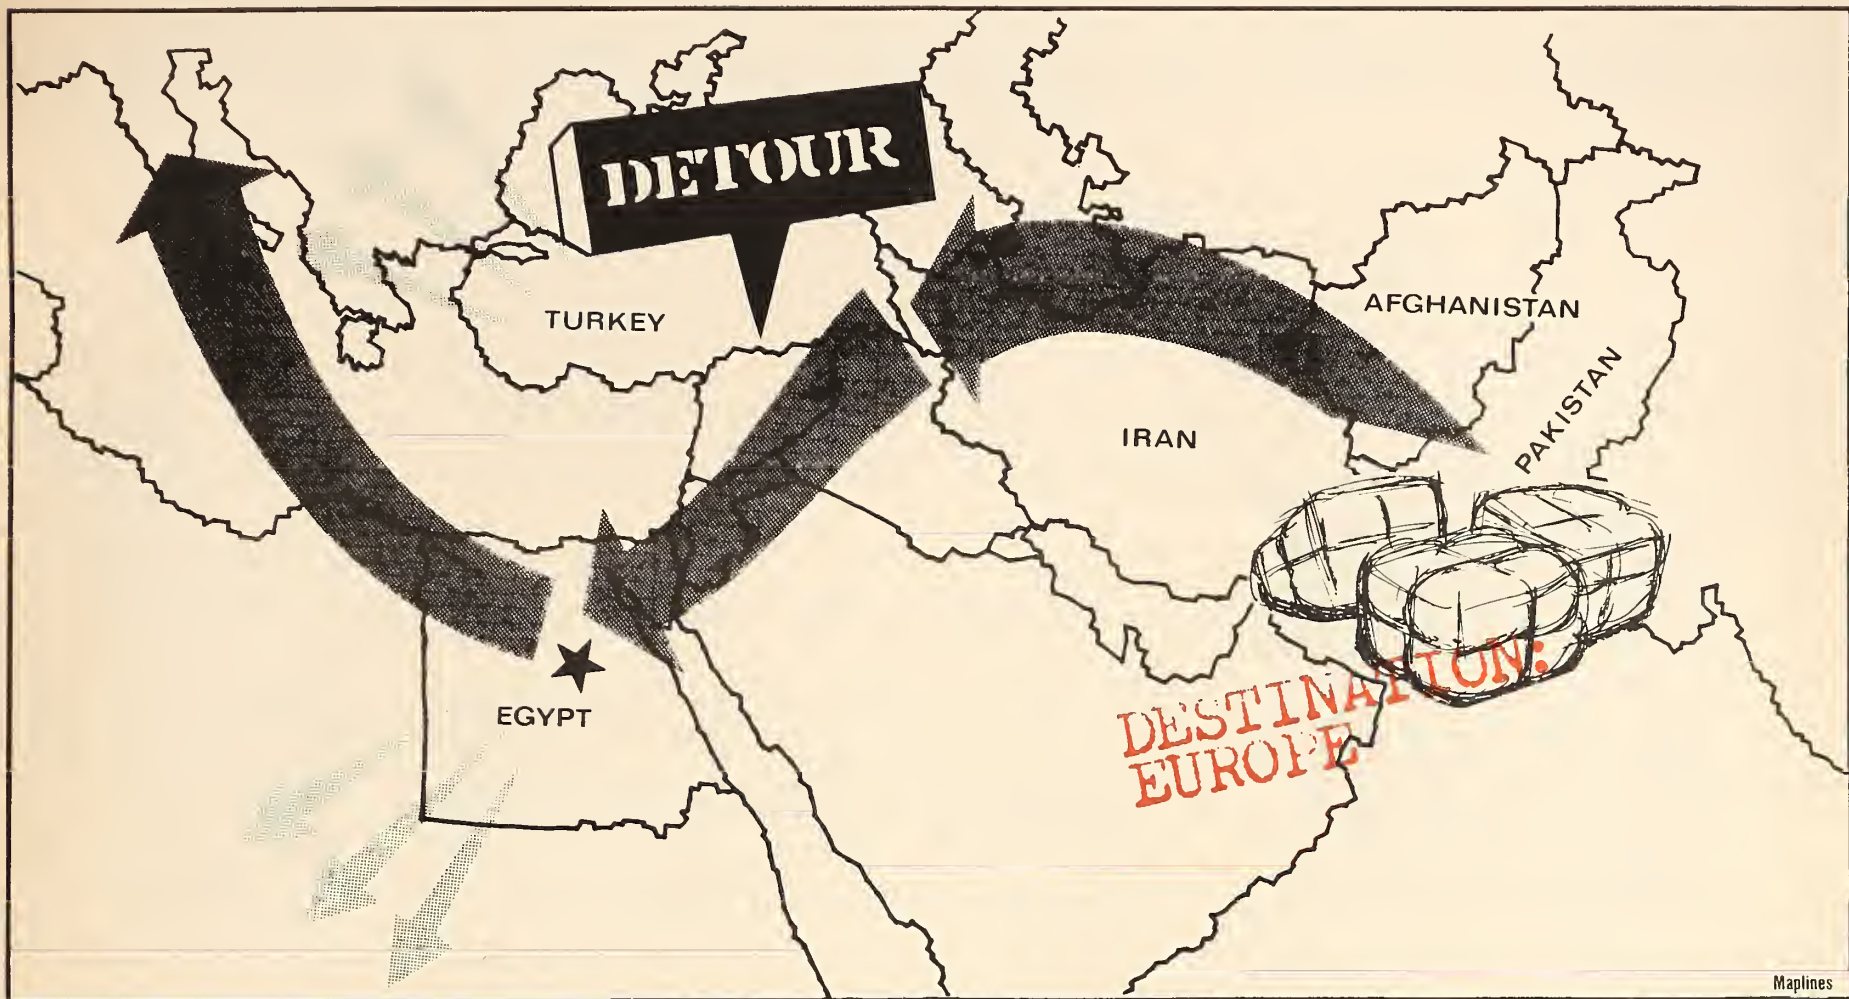 DETOUR
TURKEY
AFGHANISTAN
PAKISTAN
IRAN
EGYPT
DESTINATION:
EUROPE
Maplines